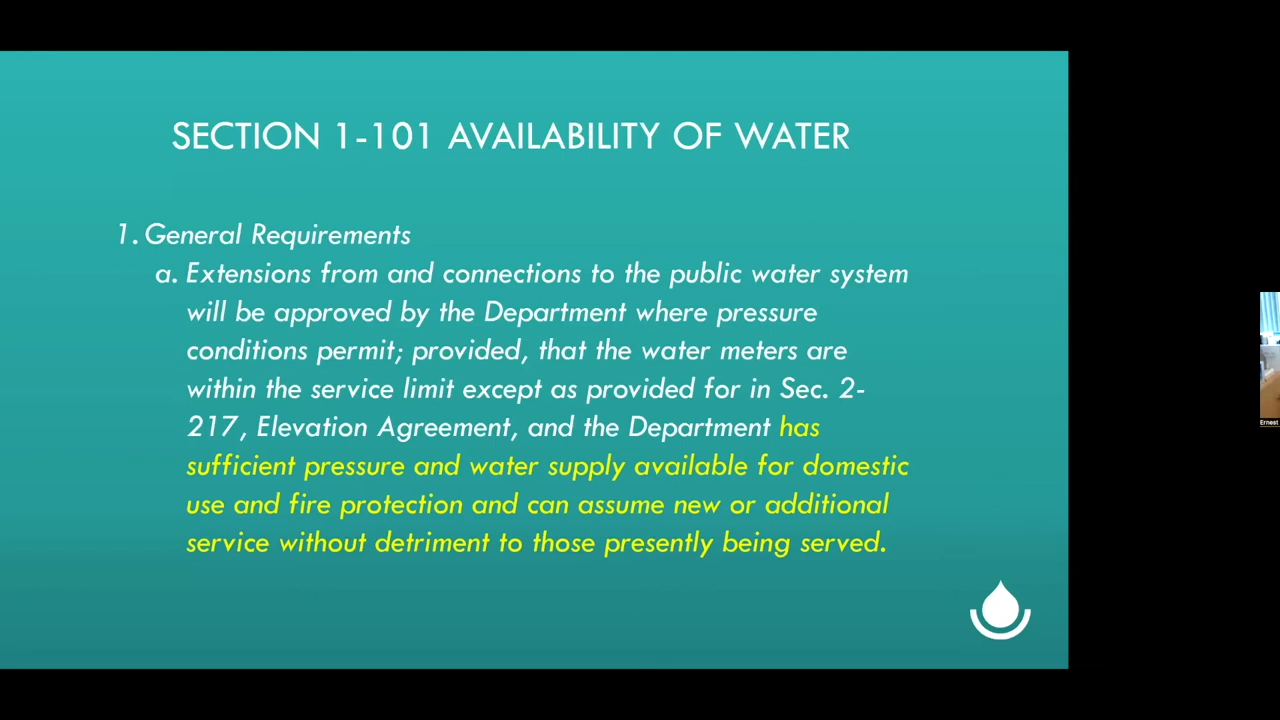 SECTION 1-101 AVAILABILITY OF WATER
1. General Requirements
a. Extensions from and connections to the public water system
will be approved by the Department where pressure
conditions permit; provided, that the water meters are
within the service limit except as provided for in Sec. 2-
217, Elevation Agreement, and the Department has
sufficient pressure and water supply available for domestic
use and fire protection and can assume new or additional
service without detriment to those presently being served.
Ernest